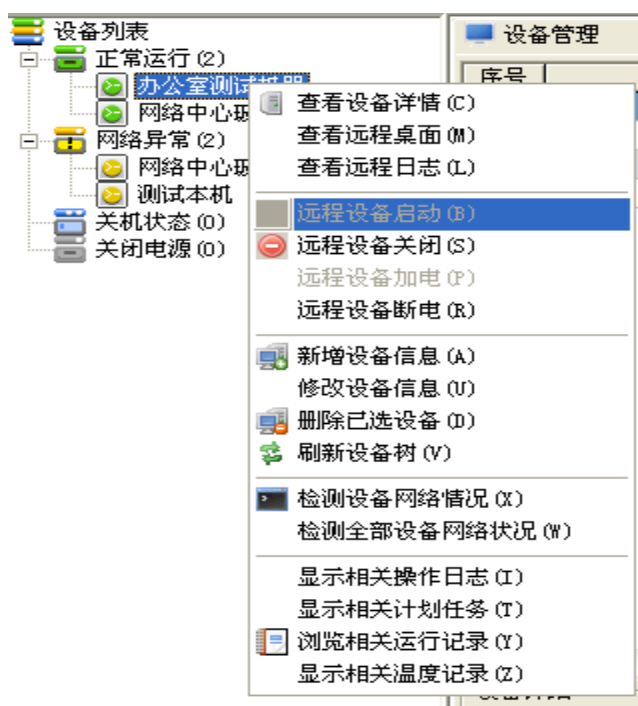 设备列表
设备管理
正常运行(2)
序号
办公室测试机器
网络中心
网络异常(2)
网络中心
测试本机
关机状态(0)
关闭电源(0)
查看设备详情(C)
查看远程桌面(M)
查看远程日志(L)
远程设备启动(B)
远程设备关闭(S)
远程设备加电(P)
远程设备断电(R)
新增设备信息(A)
修改设备信息(U)
删除已选设备(D)
刷新设备树(V)
检测设备网络情况(X)
检测全部设备网络状况(W)
显示相关操作日志(I)
显示相关计划任务(T)
浏览相关运行记录(Y)
显示相关温度记录(Z)